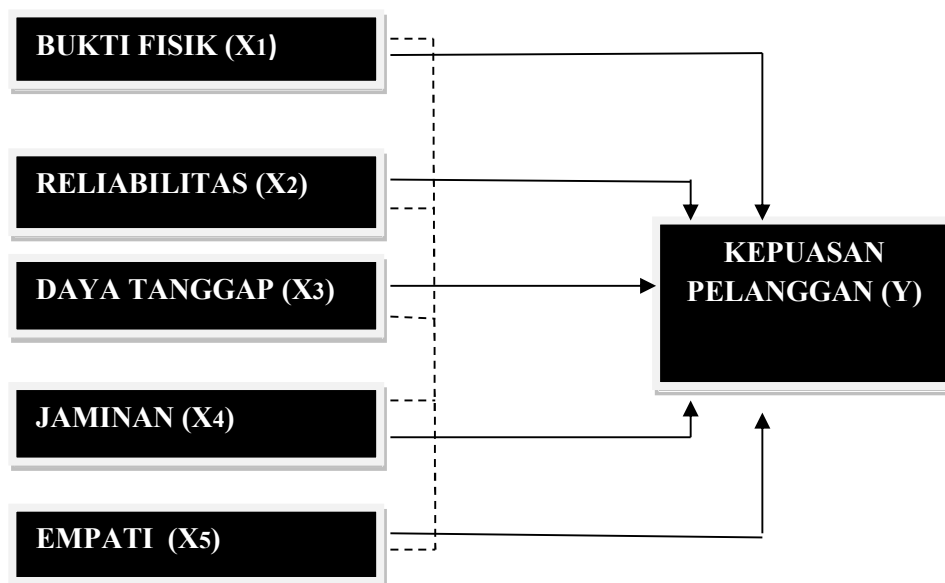 BUKTI FISIK (X1)
RELIABILITAS (X2)
DAYA TANGGAP (X3)
JAMINAN (X4)
EMPATI (X5)
KEPUASAN
PELANGGAN (Y)